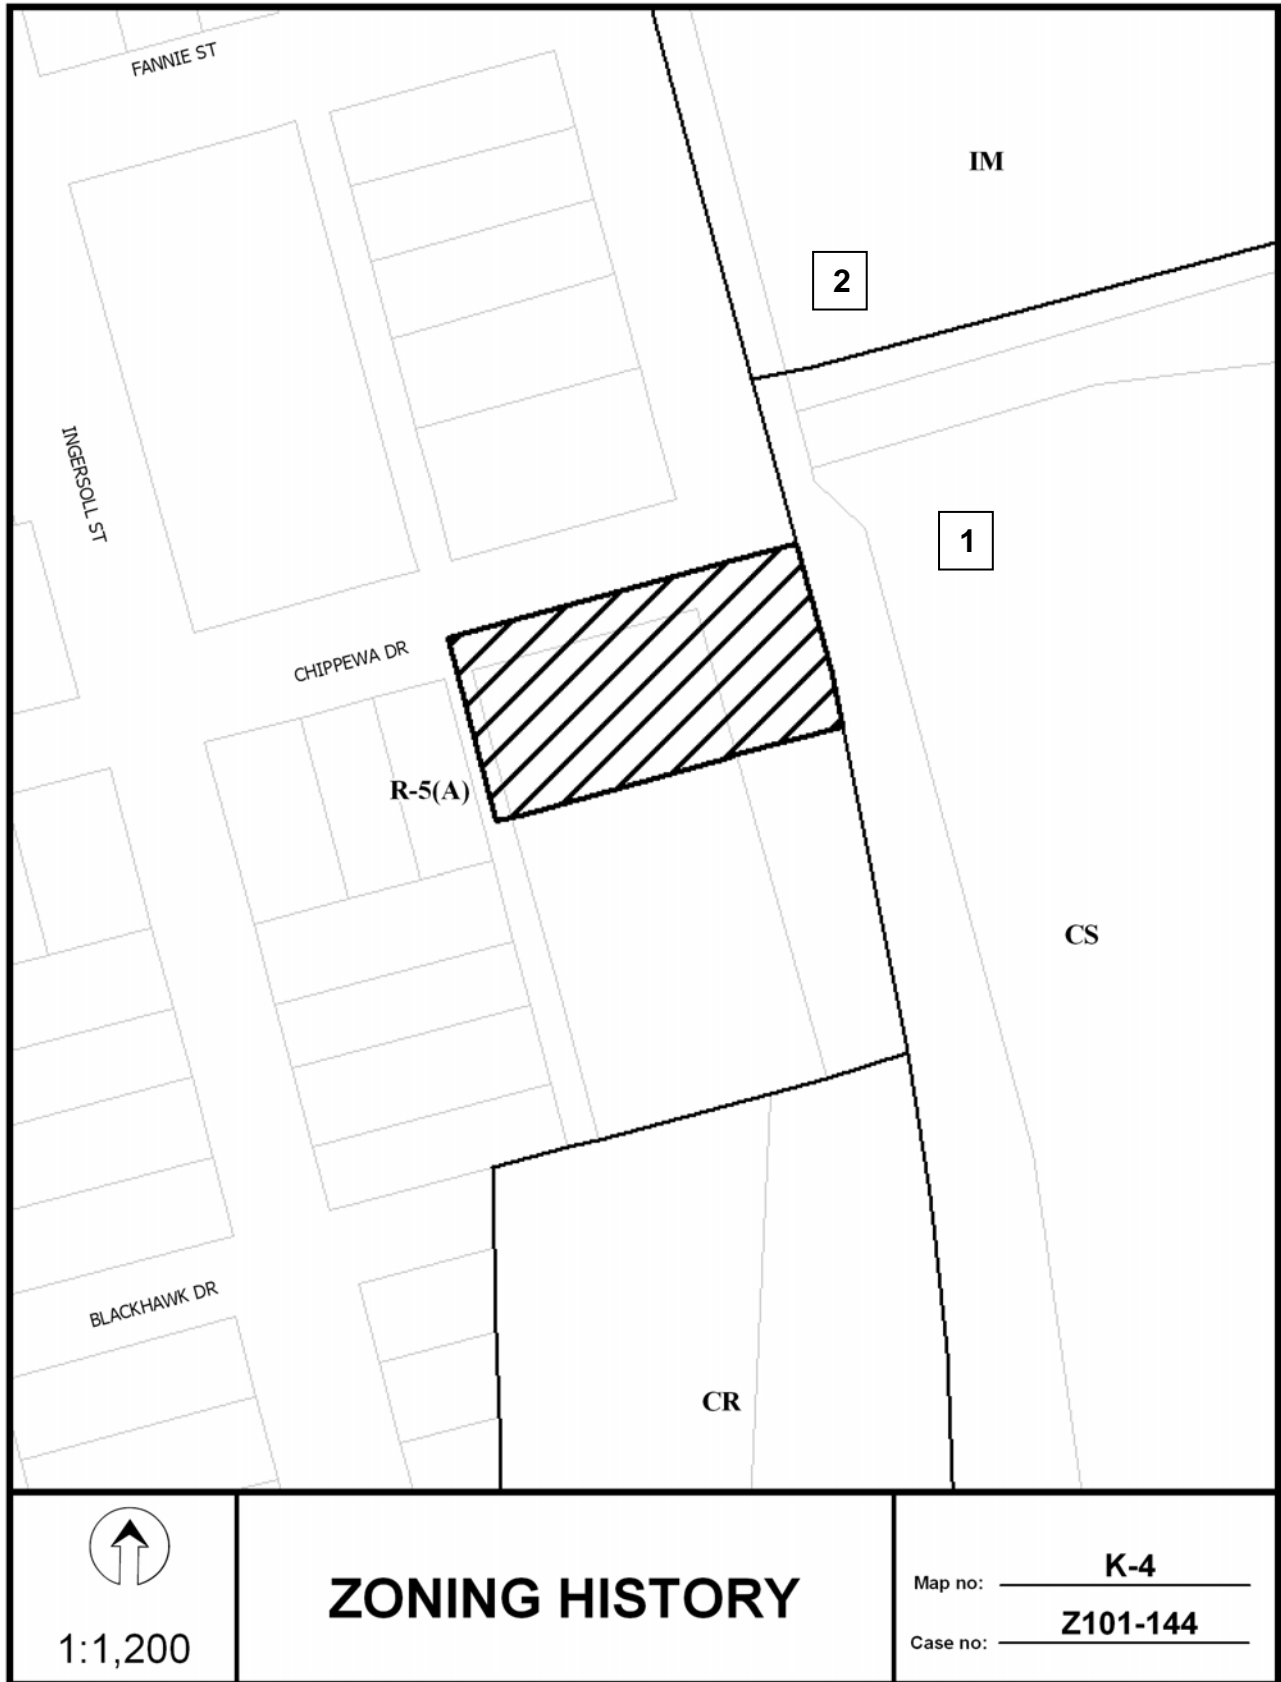 FANNIE ST
IM
2
INGERSOLL ST
1
CHIPPEWA DR
R-5(A)
CS
BLACKHAWK DR
CR
1:1,200
ZONING HISTORY
Map no: K-4
Case no: Z101-144